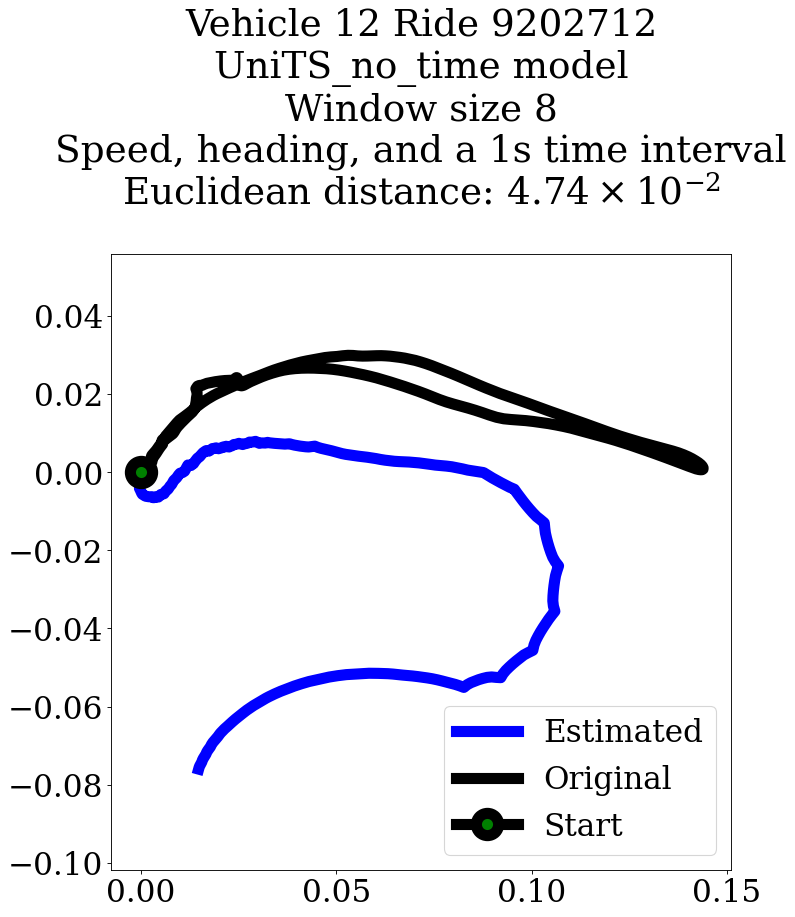 Vehicle 12 Ride 9202712
UniTS_no_time model
Window size 8
Speed, heading, and a 1s time interval
Euclidean distance: 4.74 × 10⁻²
0.04
0.02
0.00
−0.02
−0.04
−0.06
−0.08
−0.10
0.00 0.05 0.10 0.15
Estimated
Original
Start